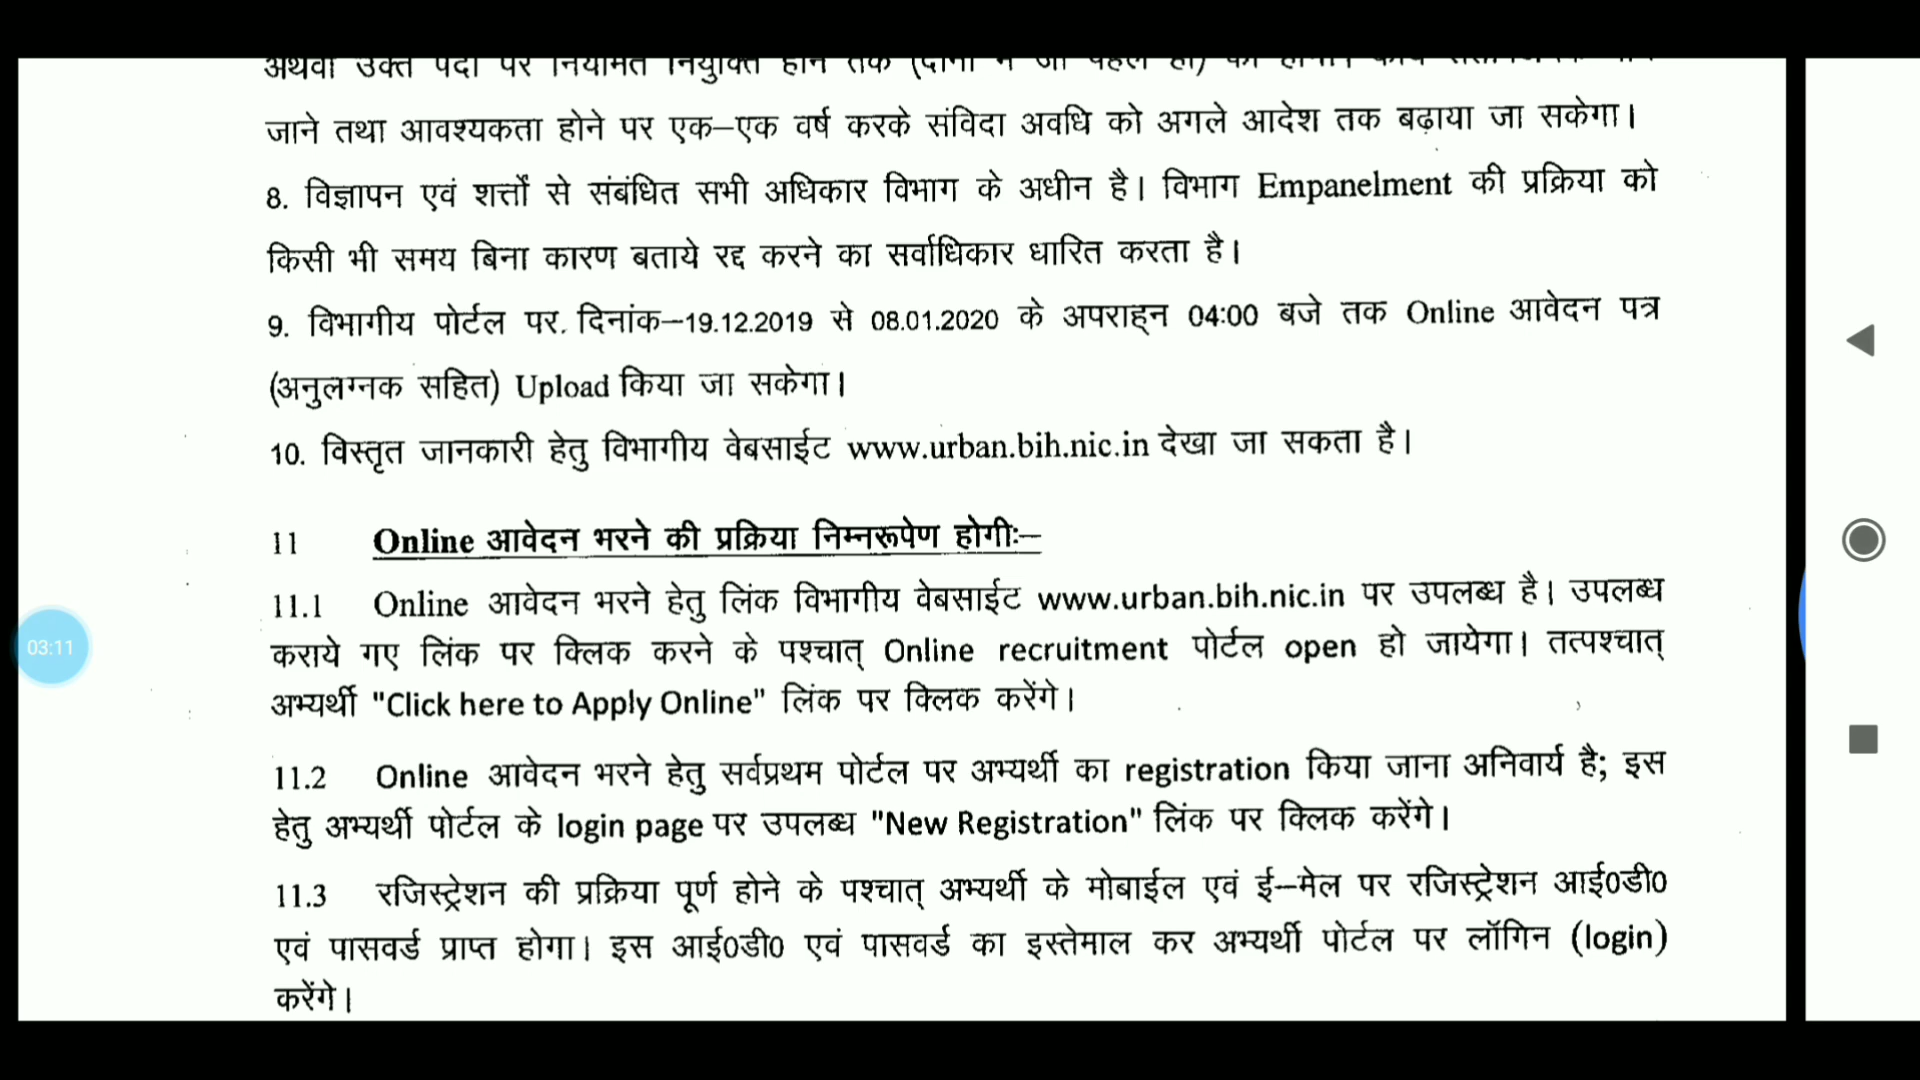 अथवा उक्त पदों पर नियमित नियुक्ति होने तक (दोनों में जो पहले हो)
जाने तथा आवश्यकता होने पर एक–एक वर्ष करके संविदा अवधि को अगले आदेश तक बढ़ाया जा सकेगा।
8. विज्ञापन एवं शर्त्तों से संबंधित सभी अधिकार विभाग के अधीन है। विभाग Empanelment की प्रक्रिया को
किसी भी समय बिना कारण बताये रद्द करने का सर्वाधिकार धारित करता है।
9. विभागीय पोर्टल पर. दिनांक–19.12.2019 से 08.01.2020 के अपराह्न 04:00 बजे तक Online आवेदन पत्र
(अनुलग्नक सहित) Upload किया जा सकेगा।
10. विस्तृत जानकारी हेतु विभागीय वेबसाईट www.urban.bih.nic.in देखा जा सकता है।
11 Online आवेदन भरने की प्रक्रिया निम्नरूपेण होगीः–
11.1 Online आवेदन भरने हेतु लिंक विभागीय वेबसाईट www.urban.bih.nic.in पर उपलब्ध है। उपलब्ध
कराये गए लिंक पर क्लिक करने के पश्चात् Online recruitment पोर्टल open हो जायेगा। तत्पश्चात्
अभ्यर्थी "Click here to Apply Online" लिंक पर क्लिक करेंगे।
11.2 Online आवेदन भरने हेतु सर्वप्रथम पोर्टल पर अभ्यर्थी का registration किया जाना अनिवार्य है; इस
हेतु अभ्यर्थी पोर्टल के login page पर उपलब्ध "New Registration" लिंक पर क्लिक करेंगे।
03:11
11.3 रजिस्ट्रेशन की प्रक्रिया पूर्ण होने के पश्चात् अभ्यर्थी के मोबाईल एवं ई–मेल पर रजिस्ट्रेशन आई0डी0
एवं पासवर्ड प्राप्त होगा। इस आई0डी0 एवं पासवर्ड का इस्तेमाल कर अभ्यर्थी पोर्टल पर लॉगिन (login)
करेंगे।